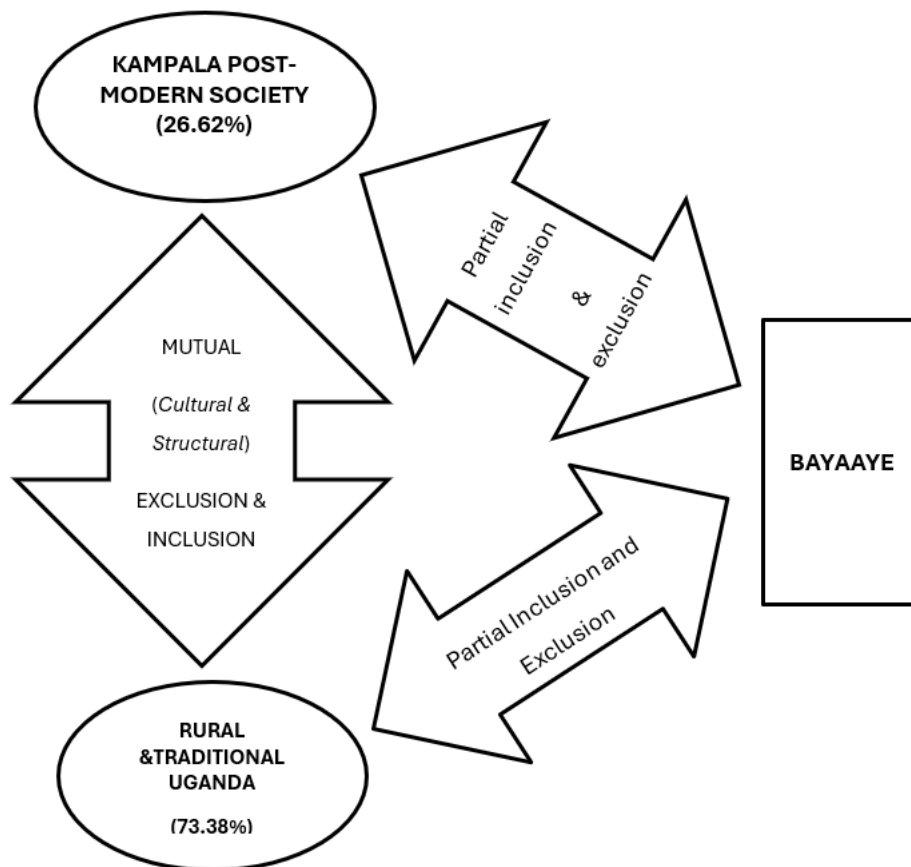 KAMPALA POST-
MODERN SOCIETY
(26.62%)
Partial
inclusion
&
exclusion
MUTUAL
(Cultural &
Structural)
EXCLUSION &
INCLUSION
BAYAAYE
Partial Inclusion and
Exclusion
RURAL
&TRADITIONAL
UGANDA
(73.38%)